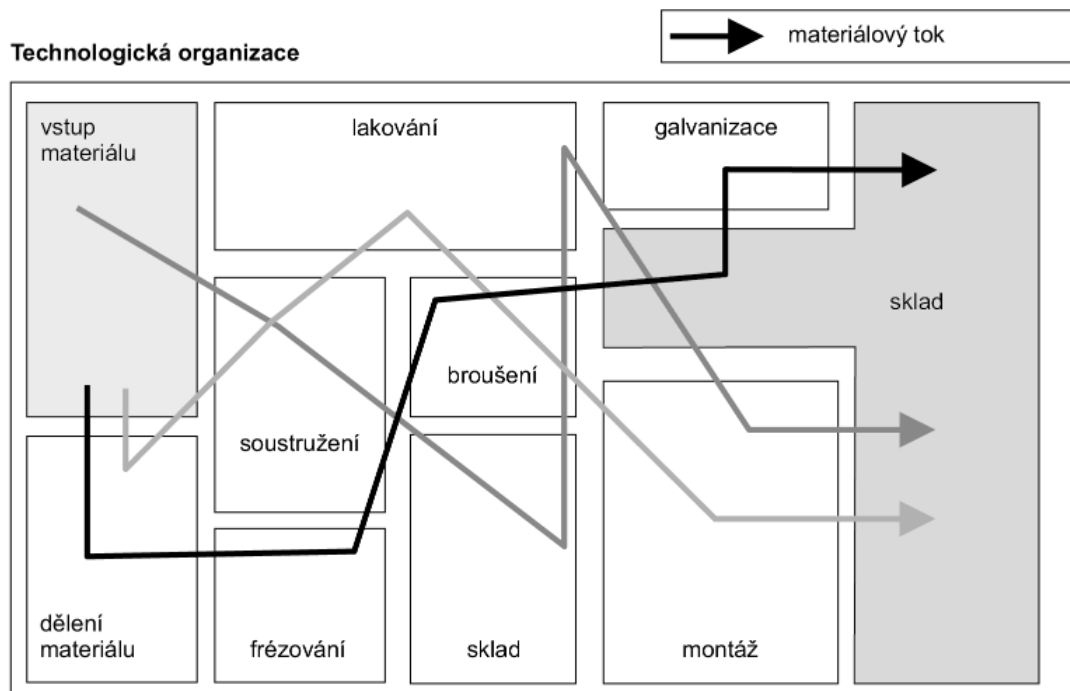 materiálový tok
Technologická organizace
vstup
materiálu
lakování
galvanizace
sklad
broušení
soustružení
dělení
materiálu
frézování
sklad
montáž